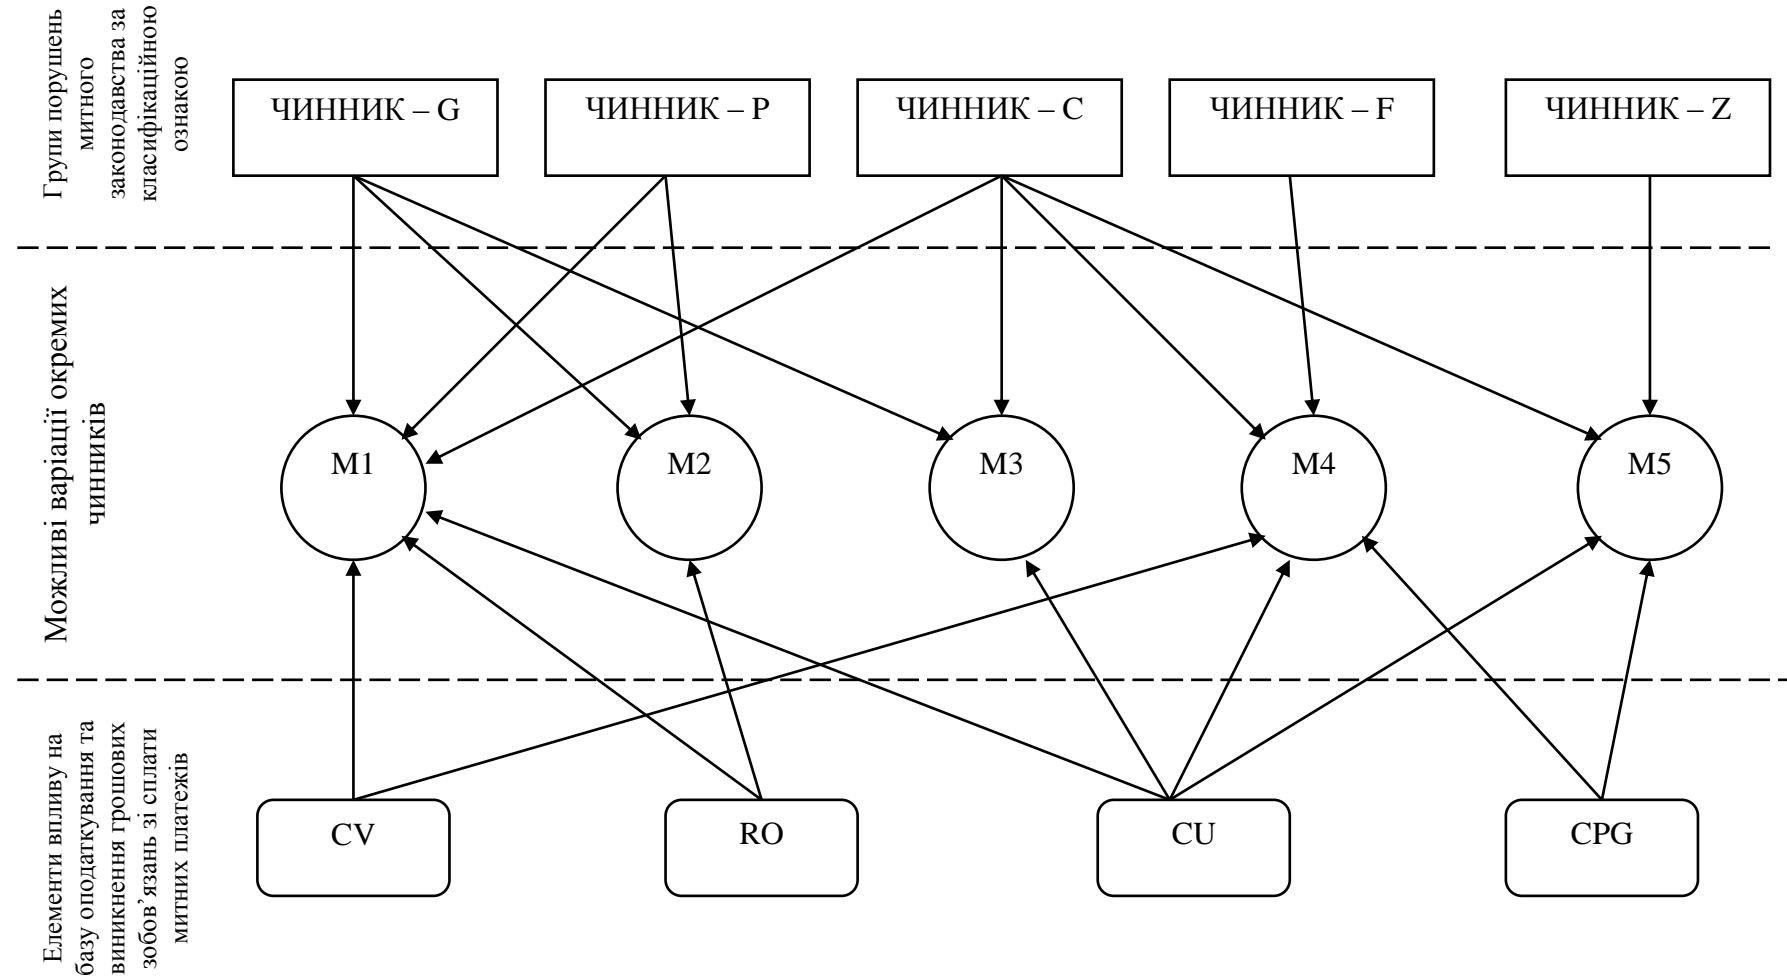 Групи порушень
митного
законодавства за
класифікаційною
ознакою
ЧИННИК – G
ЧИННИК – P
ЧИННИК – C
ЧИННИК – F
ЧИННИК – Z
Можливі варіації окремих
чинників
M1
M2
M3
M4
M5
Елементи впливу на
базу оподаткування та
виникнення грошових
зобов’язань зі сплати
митних платежів
CV
RO
CU
CPG